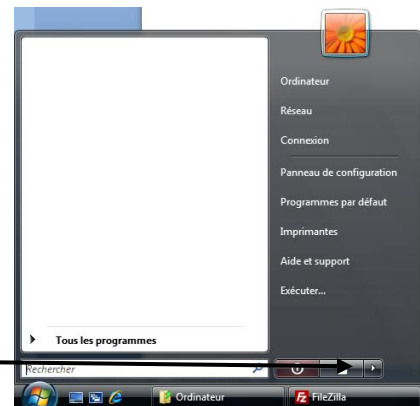 Ordinateur
Réseau
Connexion
Panneau de configuration
Programmes par défaut
Imprimantes
Aide et support
Exécuter...
Tous les programmes
Rechercher
Ordinateur
FileZilla